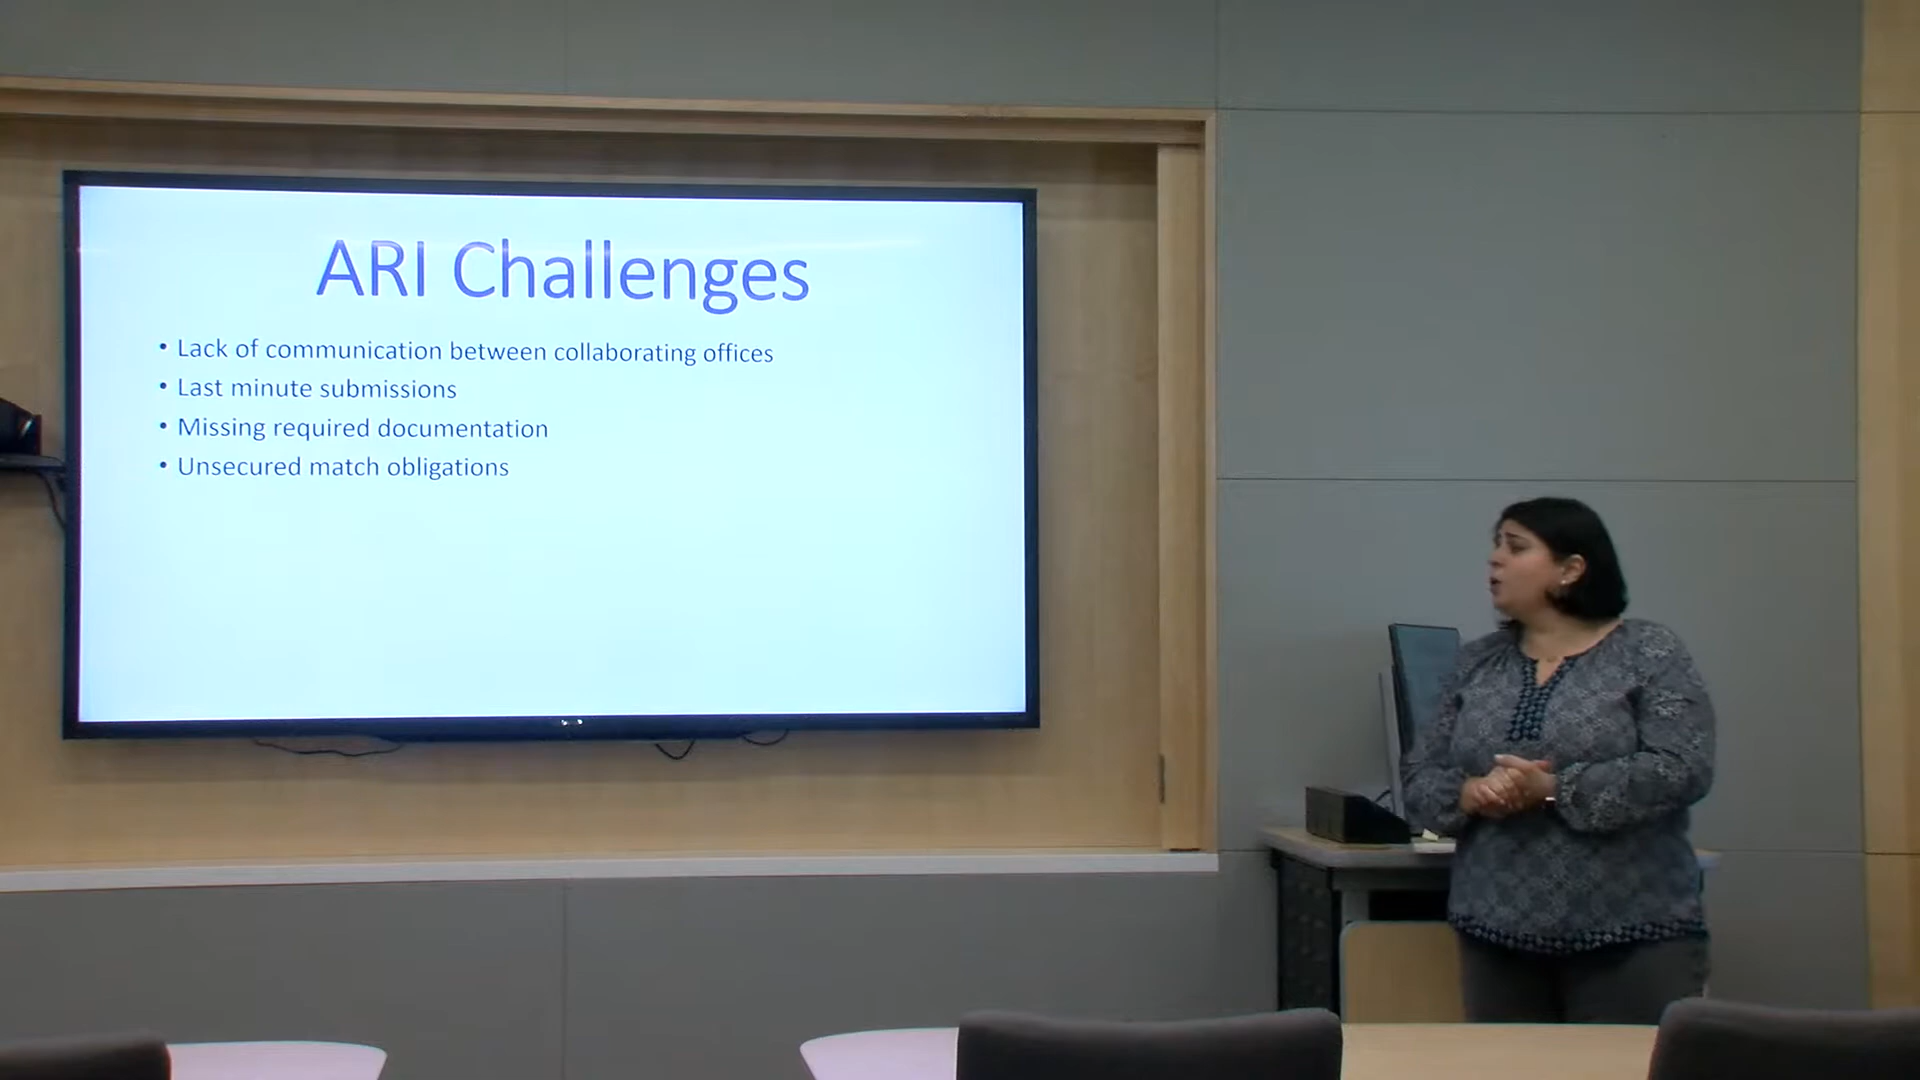 ARI Challenges
• Lack of communication between collaborating offices
• Last minute submissions
• Missing required documentation
• Unsecured match obligations